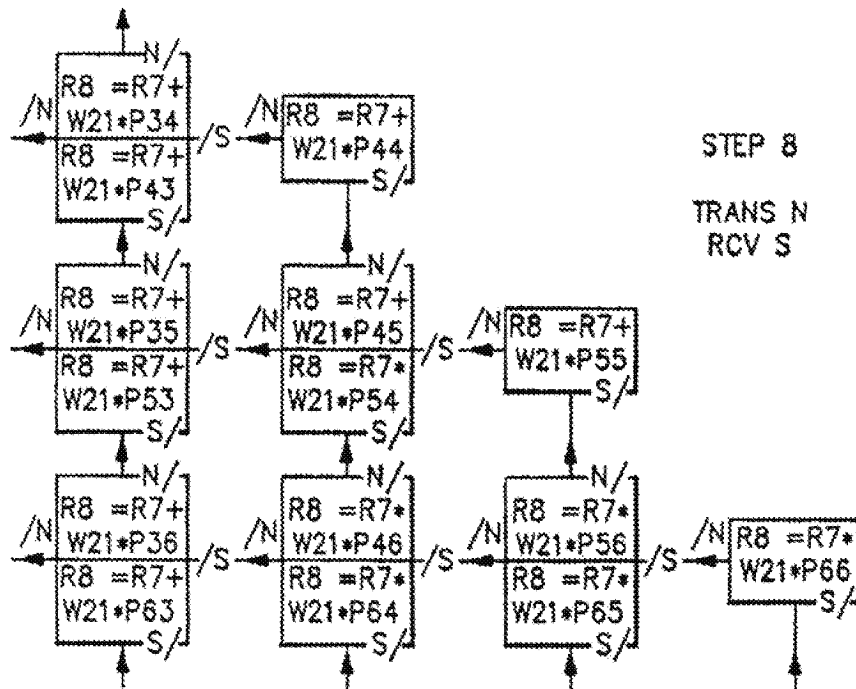 N/
R8 =R7+
/N
W21*P34
/S
R8 =R7+
W21*P43
S/
/N
R8 =R7+
W21*P44
S/
STEP 8
TRANS N
RCV S
N/
R8 =R7+
/N
W21*P35
/S
R8 =R7+
W21*P53
S/
N/
R8 =R7+
/N
W21*P45
/S
R8 =R7*
W21*P54
S/
/N
R8 =R7+
W21*P55
S/
N/
R8 =R7+
/N
W21*P36
/S
R8 =R7+
W21*P63
S/
N/
R8 =R7*
/N
W21*P46
/S
R8 =R7*
W21*P64
S/
N/
R8 =R7*
/N
W21*P56
/S
R8 =R7*
W21*P65
S/
/N
R8 =R7*
W21*P66
S/